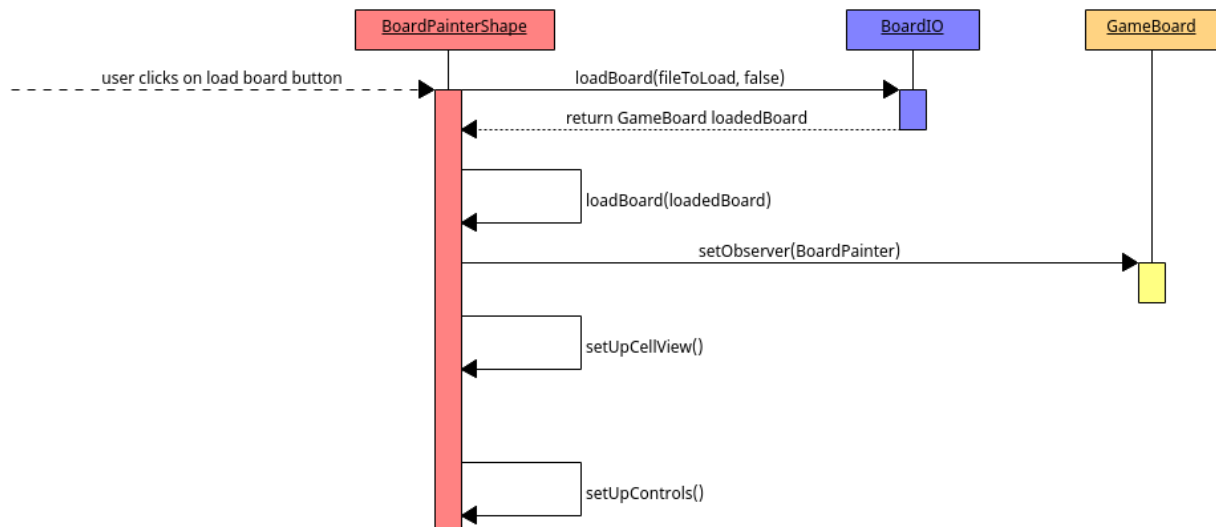 BoardPainterShape
BoardIO
GameBoard
user clicks on load board button
loadBoard(fileToLoad, false)
return GameBoard loadedBoard
loadBoard(loadedBoard)
setObserver(BoardPainter)
setUpCellView()
setUpControls()